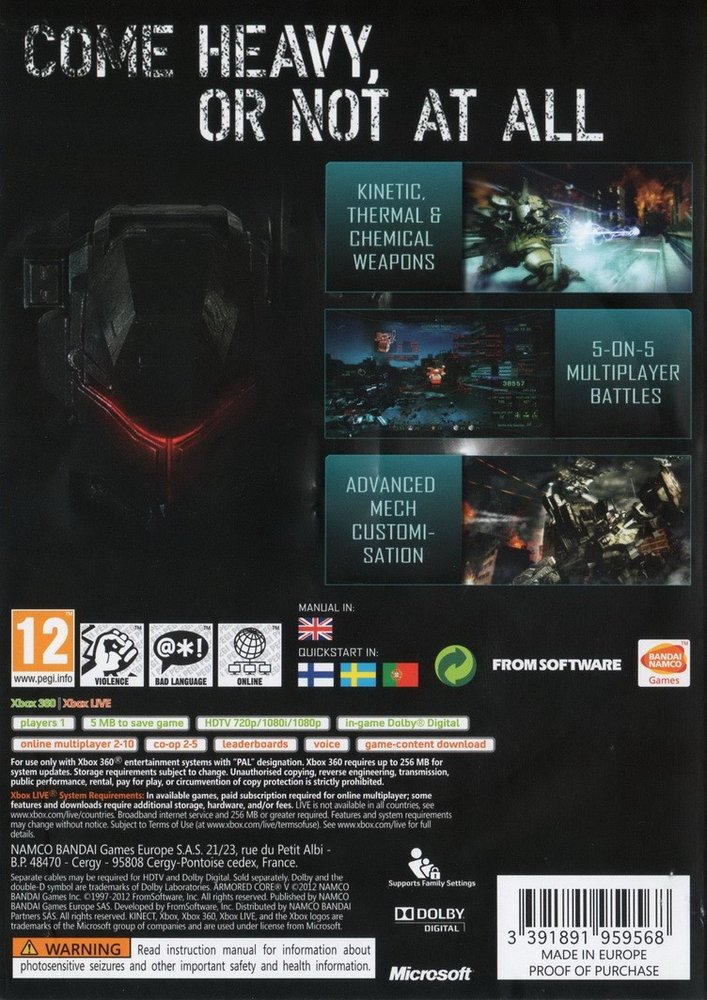 COME HEAVY,
OR NOT AT ALL
KINETIC,
THERMAL &
CHEMICAL
WEAPONS
38557
5-ON-5
MULTIPLAYER
BATTLES
ADVANCED
MECH
CUSTOMI-
SATION
12
www.pegi.info
VIOLENCE
@*!
BAD LANGUAGE
ONLINE
MANUAL IN:
QUICKSTART IN:
FROM SOFTWARE
BANDAI
NAMCO
Games
Xbox 360 | Xbox LIVE
players 1
5 MB to save game
HDTV 720p/1080i/1080p
in-game Dolby® Digital
online multiplayer 2-10
co-op 2-5
leaderboards
voice
game-content download
For use only with Xbox 360® entertainment systems with "PAL" designation. Xbox 360 requires up to 256 MB for
system updates. Storage requirements subject to change. Unauthorised copying, reverse engineering, transmission,
public performance, rental, pay for play, or circumvention of copy protection is strictly prohibited.
Xbox LIVE® System Requirements: In available games, paid subscription required for online multiplayer; some
features and downloads require additional storage, hardware, and/or fees. LIVE is not available in all countries, see
www.xbox.com/live/countries. Broadband internet service and 256 MB or greater required. Features and system requirements
may change without notice. Subject to Terms of Use (at www.xbox.com/live/termsofuse). See www.xbox.com/live for full
details.
NAMCO BANDAI Games Europe S.A.S. 21/23, rue du Petit Albi -
B.P. 48470 - Cergy - 95808 Cergy-Pontoise cedex, France.
Separate cables may be required for HDTV and Dolby Digital. Sold separately. Dolby and the
double-D symbol are trademarks of Dolby Laboratories. ARMORED CORE® V ©2012 NAMCO
BANDAI Games Inc. ©1997-2012 FromSoftware, Inc. All rights reserved. Published by NAMCO
BANDAI Games Europe SAS. Developed by FromSoftware, Inc. Distributed by NAMCO BANDAI
Partners SAS. All rights reserved. KINECT, Xbox, Xbox 360, Xbox LIVE, and the Xbox logos are
trademarks of the Microsoft group of companies and are used under license from Microsoft.
Supports Family Settings
DOLBY
DIGITAL
Microsoft
WARNING
Read instruction manual for information about
photosensitive seizures and other important safety and health information.
3 391891 959568
MADE IN EUROPE
PROOF OF PURCHASE